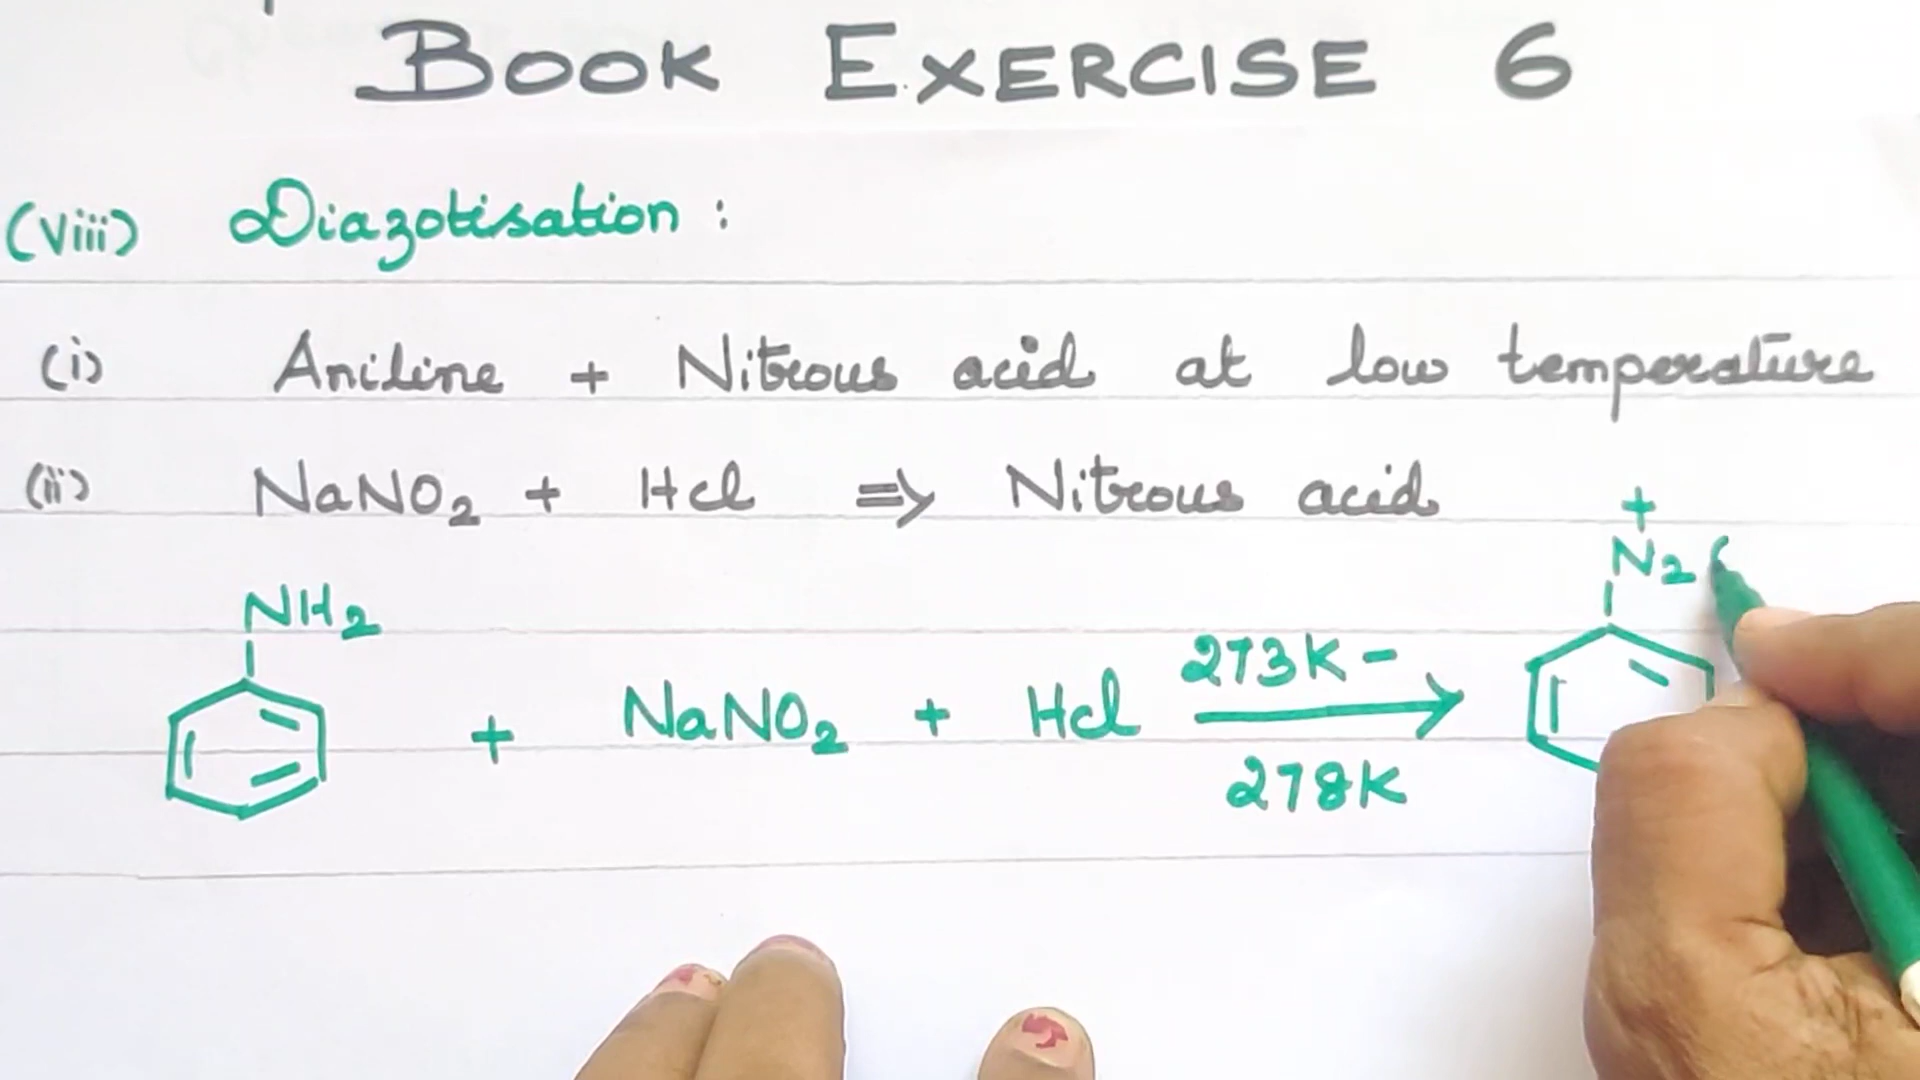 BOOK EXERCISE 6
(Viii) Diazotisation :
(i) Aniline + Nitrous acid at low temperature
(ii) NaNO2 + Hcl ⇒ Nitrous acid
NH2 + NaNO2 + Hcl 273K - 278K → +N2